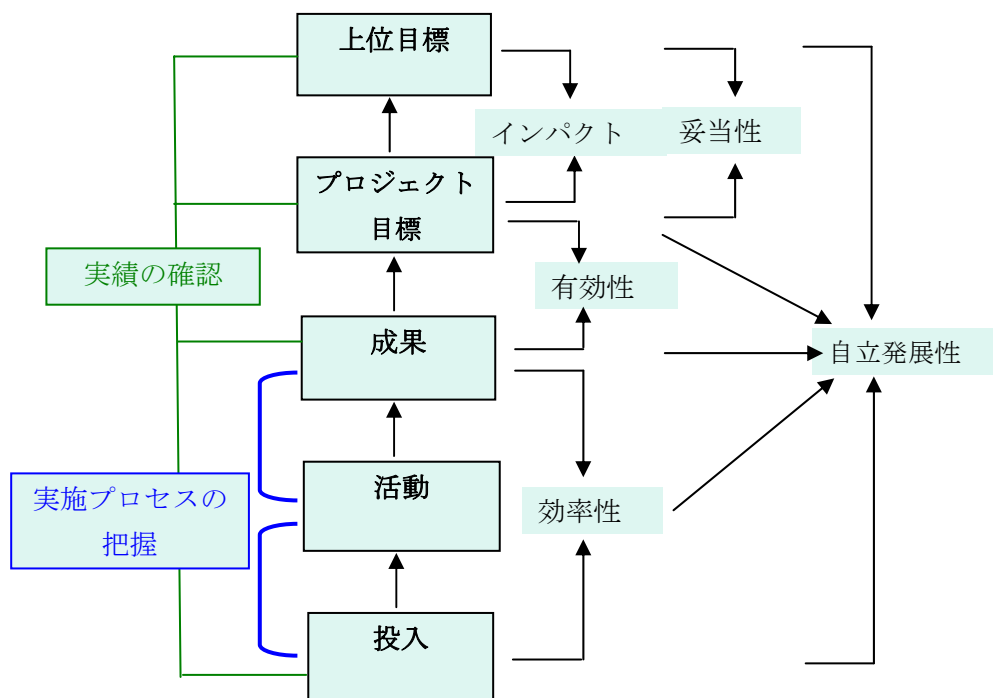 上位目標
インパクト
妥当性
プロジェクト
目標
実績の確認
有効性
成果
自立発展性
活動
実施プロセスの
把握
効率性
投入